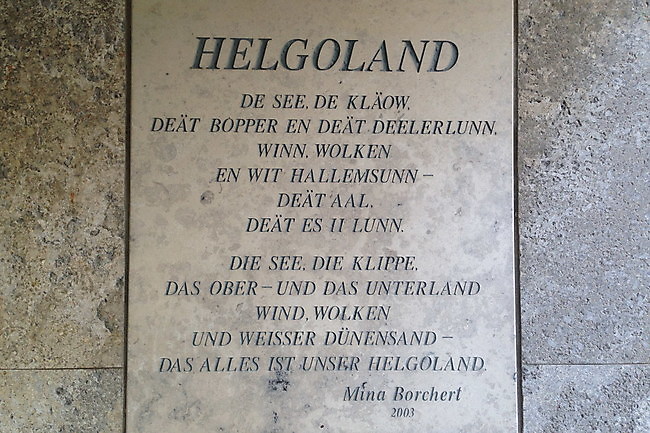 HELGOLAND
DE SEE, DE KLÄOW,
DEÄT BOPPER EN DEÄT DEELERLUNN,
WINN, WOLKEN
EN WIT HALLEMSUNN –
DEÄT AAL,
DEÄT ES II LUNN.
DIE SEE, DIE KLIPPE,
DAS OBER – UND DAS UNTERLAND
WIND, WOLKEN
UND WEISSER DÜNENSAND –
DAS ALLES IST UNSER HELGOLAND.
Mina Borchert
2003